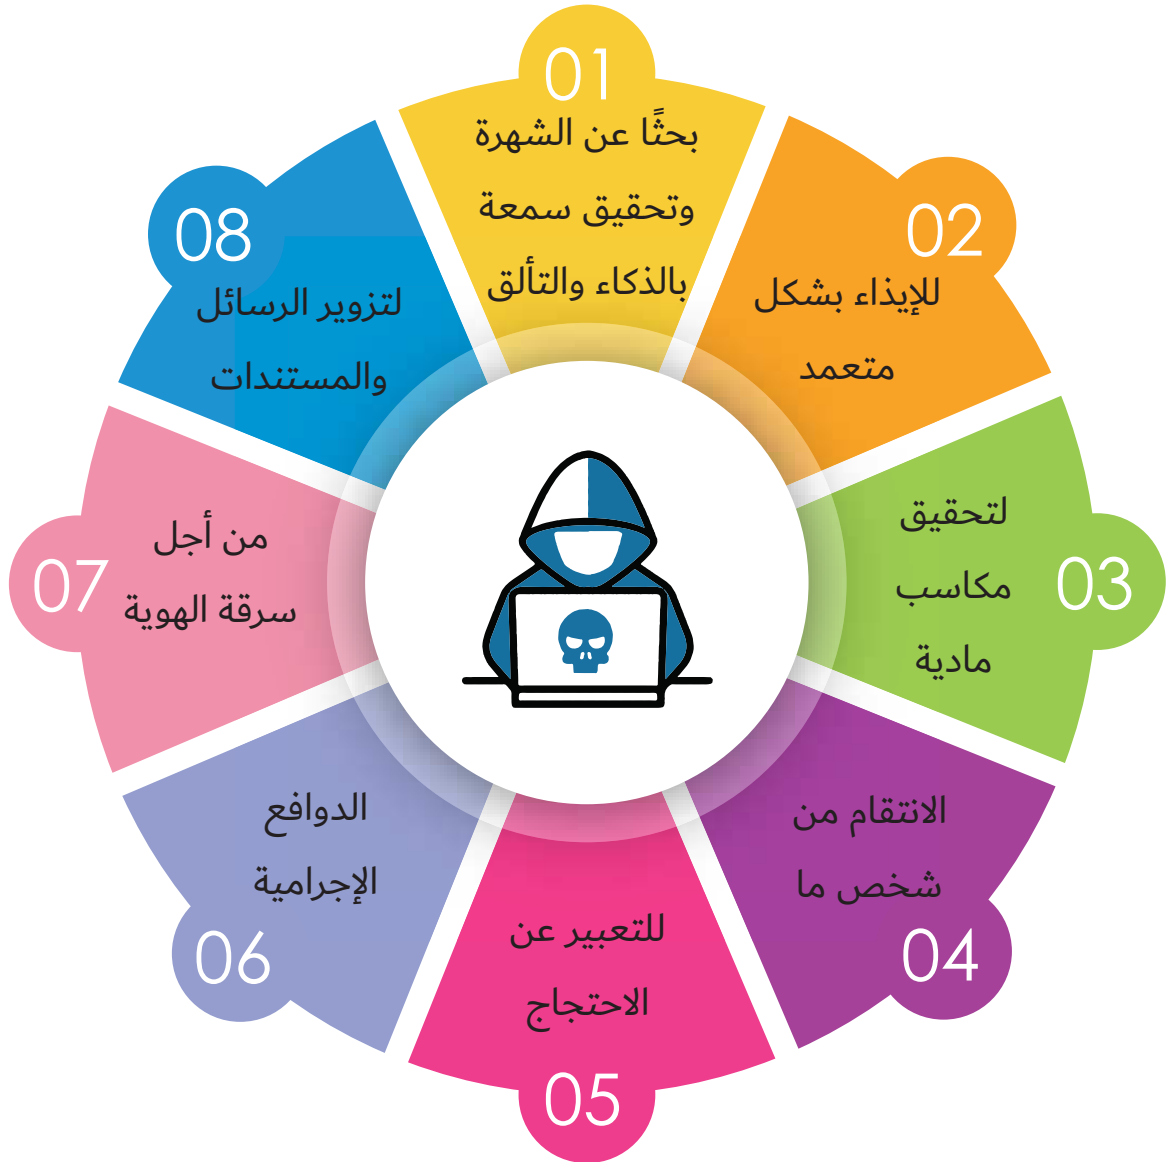 01
بحثًا عن الشهرة
وتحقيق سمعة
بالذكاء والتألق
02
للإيذاء بشكل
متعمد
03
لتحقيق
مكاسب
مادية
04
الانتقام من
شخص ما
05
للتعبير عن
الاحتجاج
06
الدوافع
الإجرامية
07
من أجل
سرقة الهوية
08
لتزوير الرسائل
والمستندات